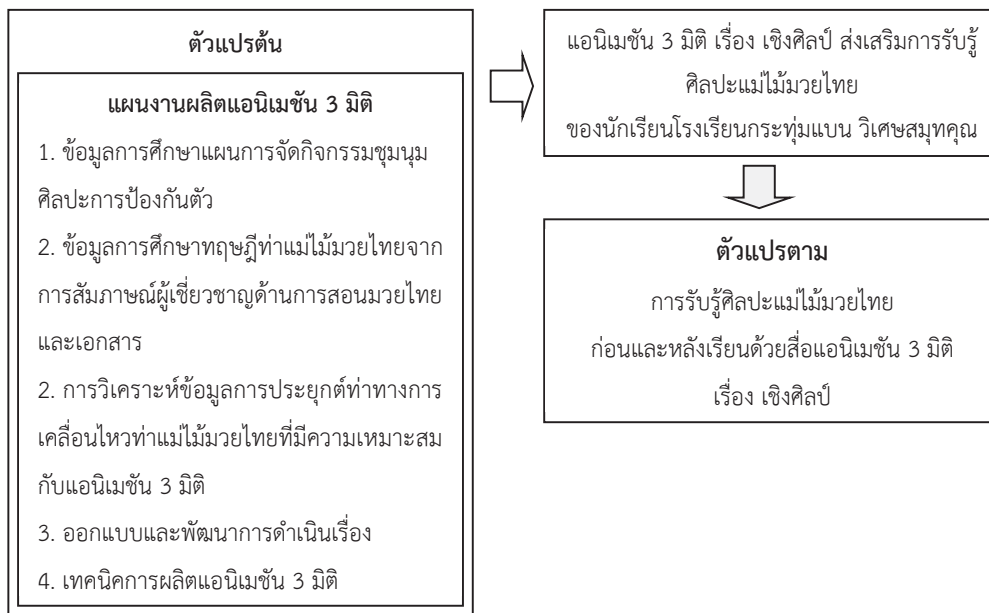 ตัวแปรต้น
แผนงานผลิตแอนิเมชัน 3 มิติ
1. ข้อมูลการศึกษาแผนการจัดกิจกรรมชุมนุม
ศิลปะการป้องกันตัว
2. ข้อมูลการศึกษาทฤษฎีท่าแม่ไม้มวยไทยจาก
การสัมภาษณ์ผู้เชี่ยวชาญด้านการสอนมวยไทย
และเอกสาร
2. การวิเคราะห์ข้อมูลการประยุกต์ท่าทางการ
เคลื่อนไหวท่าแม่ไม้มวยไทยที่มีความเหมาะสม
กับแอนิเมชัน 3 มิติ
3. ออกแบบและพัฒนาการดำเนินเรื่อง
4. เทคนิคการผลิตแอนิเมชัน 3 มิติ
แอนิเมชัน 3 มิติ เรื่อง เชิงศิลป์ ส่งเสริมการรับรู้
ศิลปะแม่ไม้มวยไทย
ของนักเรียนโรงเรียนกระทุ่มแบน วิเศษสมุทคุณ
ตัวแปรตาม
การรับรู้ศิลปะแม่ไม้มวยไทย
ก่อนและหลังเรียนด้วยสื่อแอนิเมชัน 3 มิติ
เรื่อง เชิงศิลป์